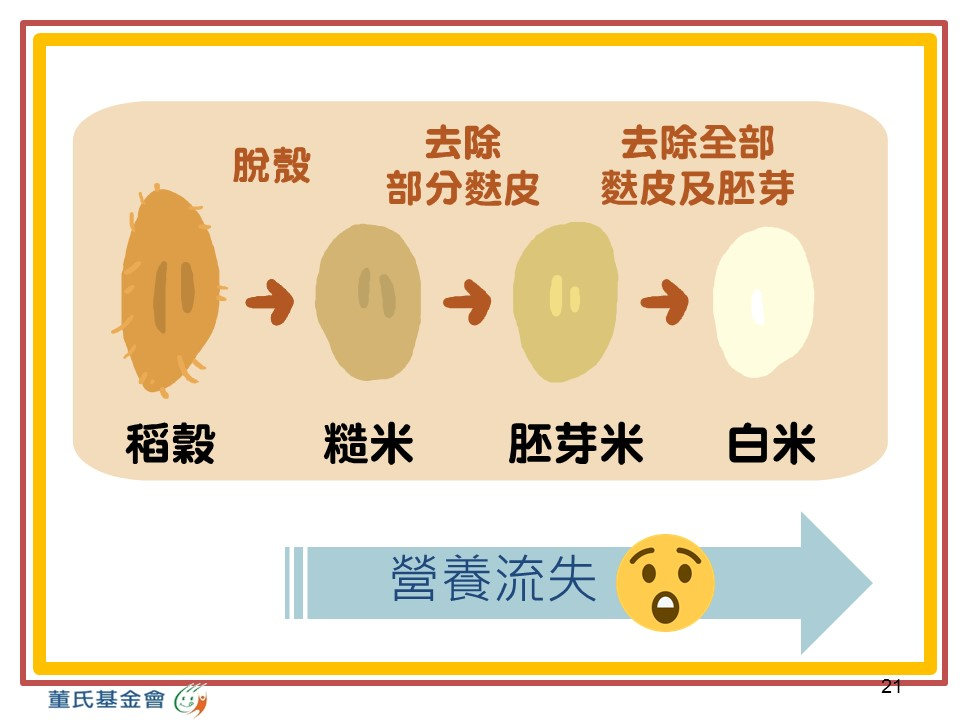 脫殼
去除
部分麩皮
去除全部
麩皮及胚芽
稻穀
糙米
胚芽米
白米
營養流失
董氏基金會
21